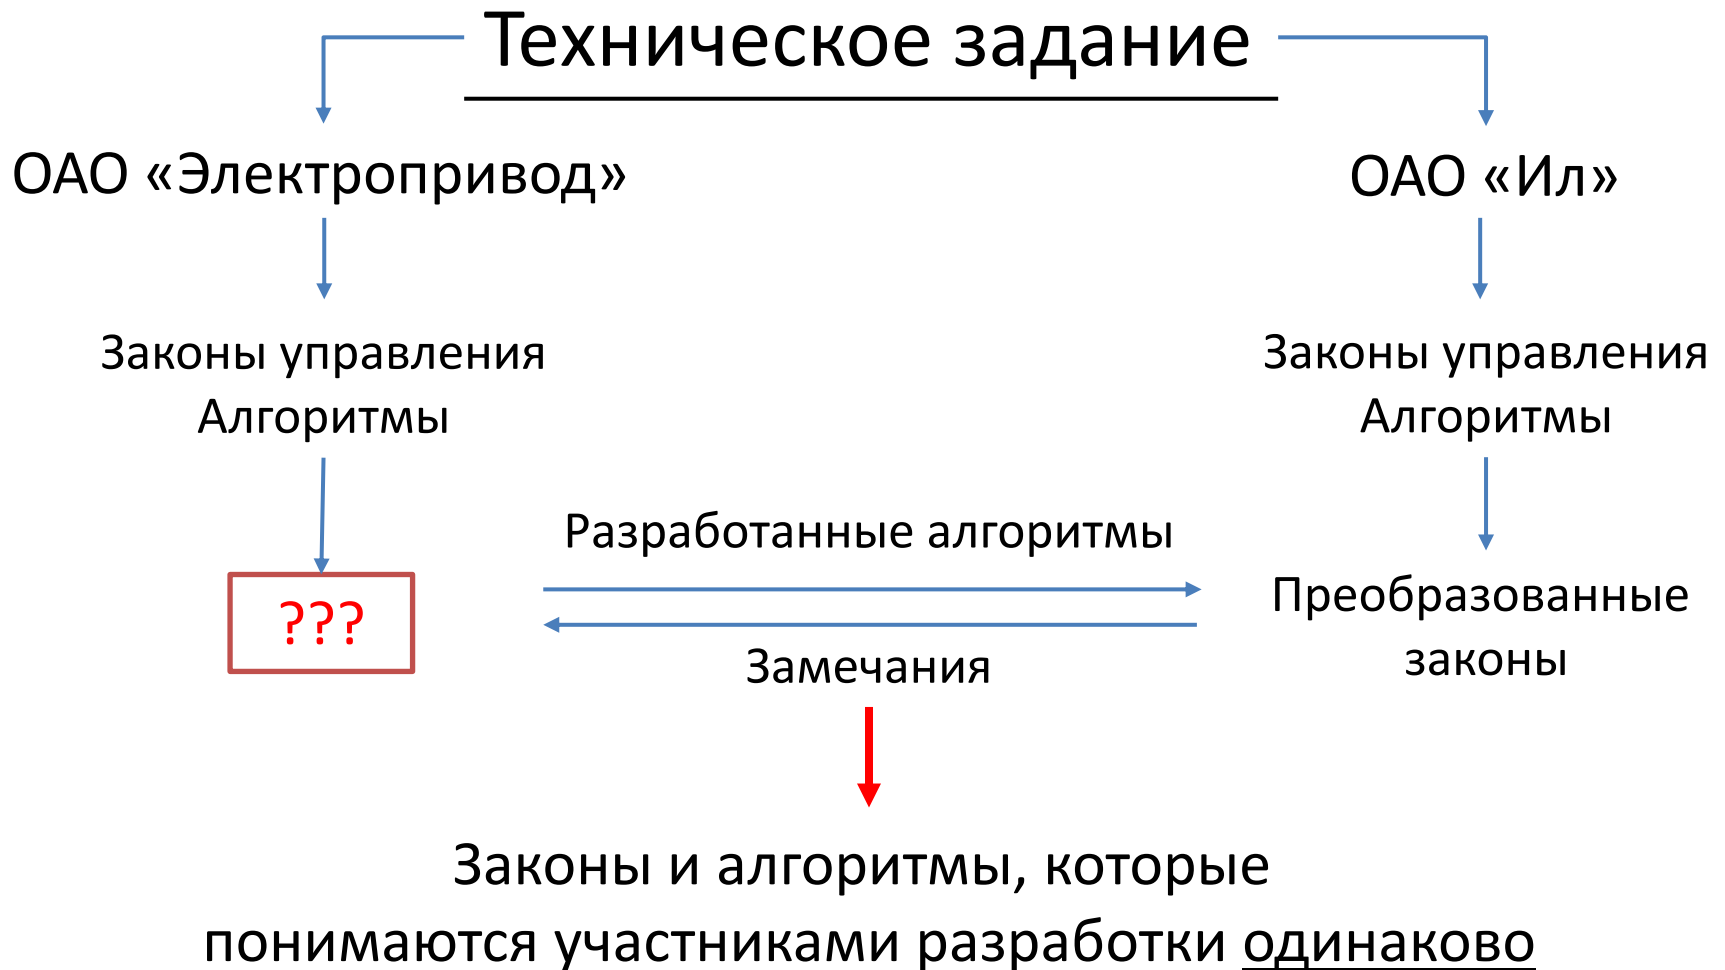 Техническое задание
ОАО «Электропривод»
ОАО «Ил»
Законы управления
Алгоритмы
Законы управления
Алгоритмы
Разработанные алгоритмы
???
Преобразованные
законы
Замечания
Законы и алгоритмы, которые
понимаются участниками разработки одинаково